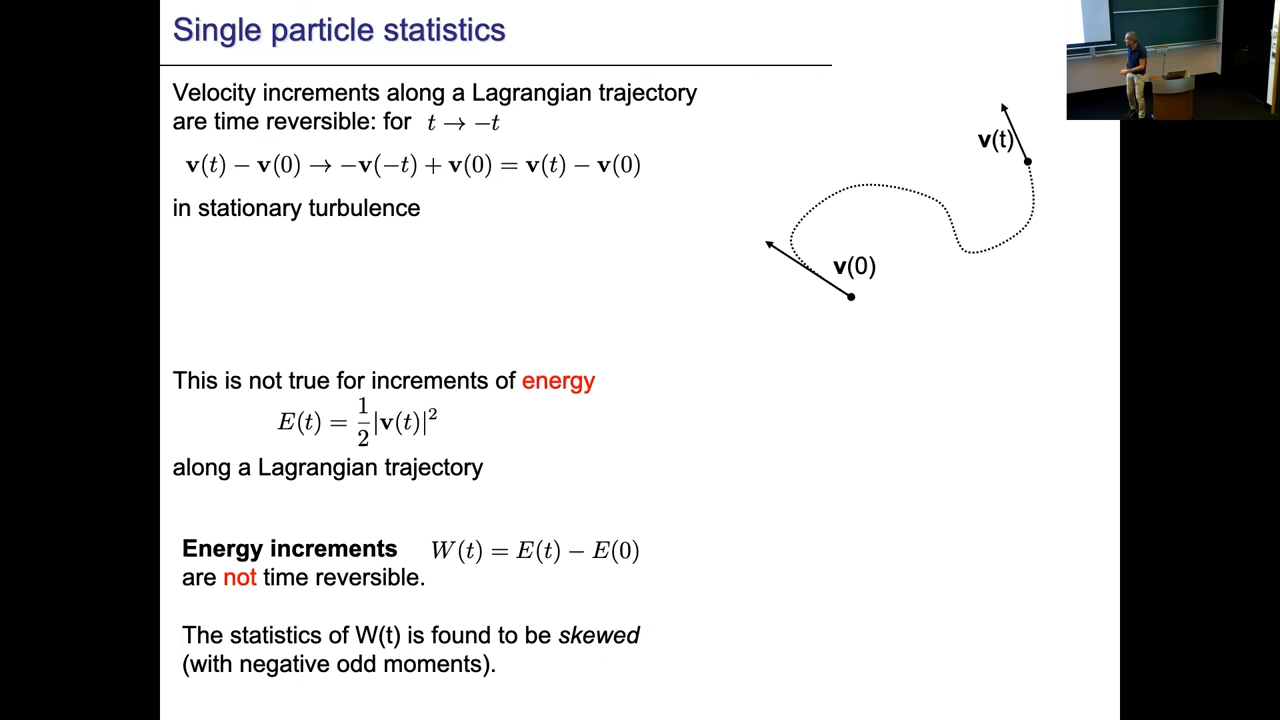 Single particle statistics
Velocity increments along a Lagrangian trajectory
are time reversible: for t → −t
v(t) − v(0) → −v(−t) + v(0) = v(t) − v(0)
in stationary turbulence
v(t)
v(0)
This is not true for increments of energy
E(t) = 1/2 |v(t)|²
along a Lagrangian trajectory
Energy increments W(t) = E(t) − E(0)
are not time reversible.
The statistics of W(t) is found to be skewed
(with negative odd moments).